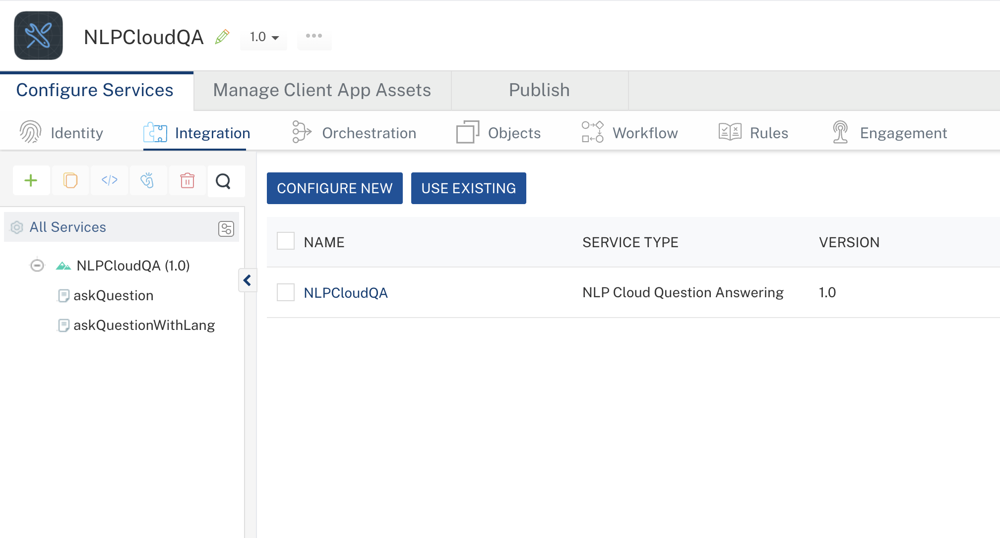 NLPCloudQA 1.0
Configure Services Manage Client App Assets Publish
Identity Integration Orchestration Objects Workflow Rules Engagement
All Services
NLPCloudQA (1.0)
askQuestion
askQuestionWithLang
CONFIGURE NEW USE EXISTING
NAME SERVICE TYPE VERSION
NLPCloudQA NLP Cloud Question Answering 1.0